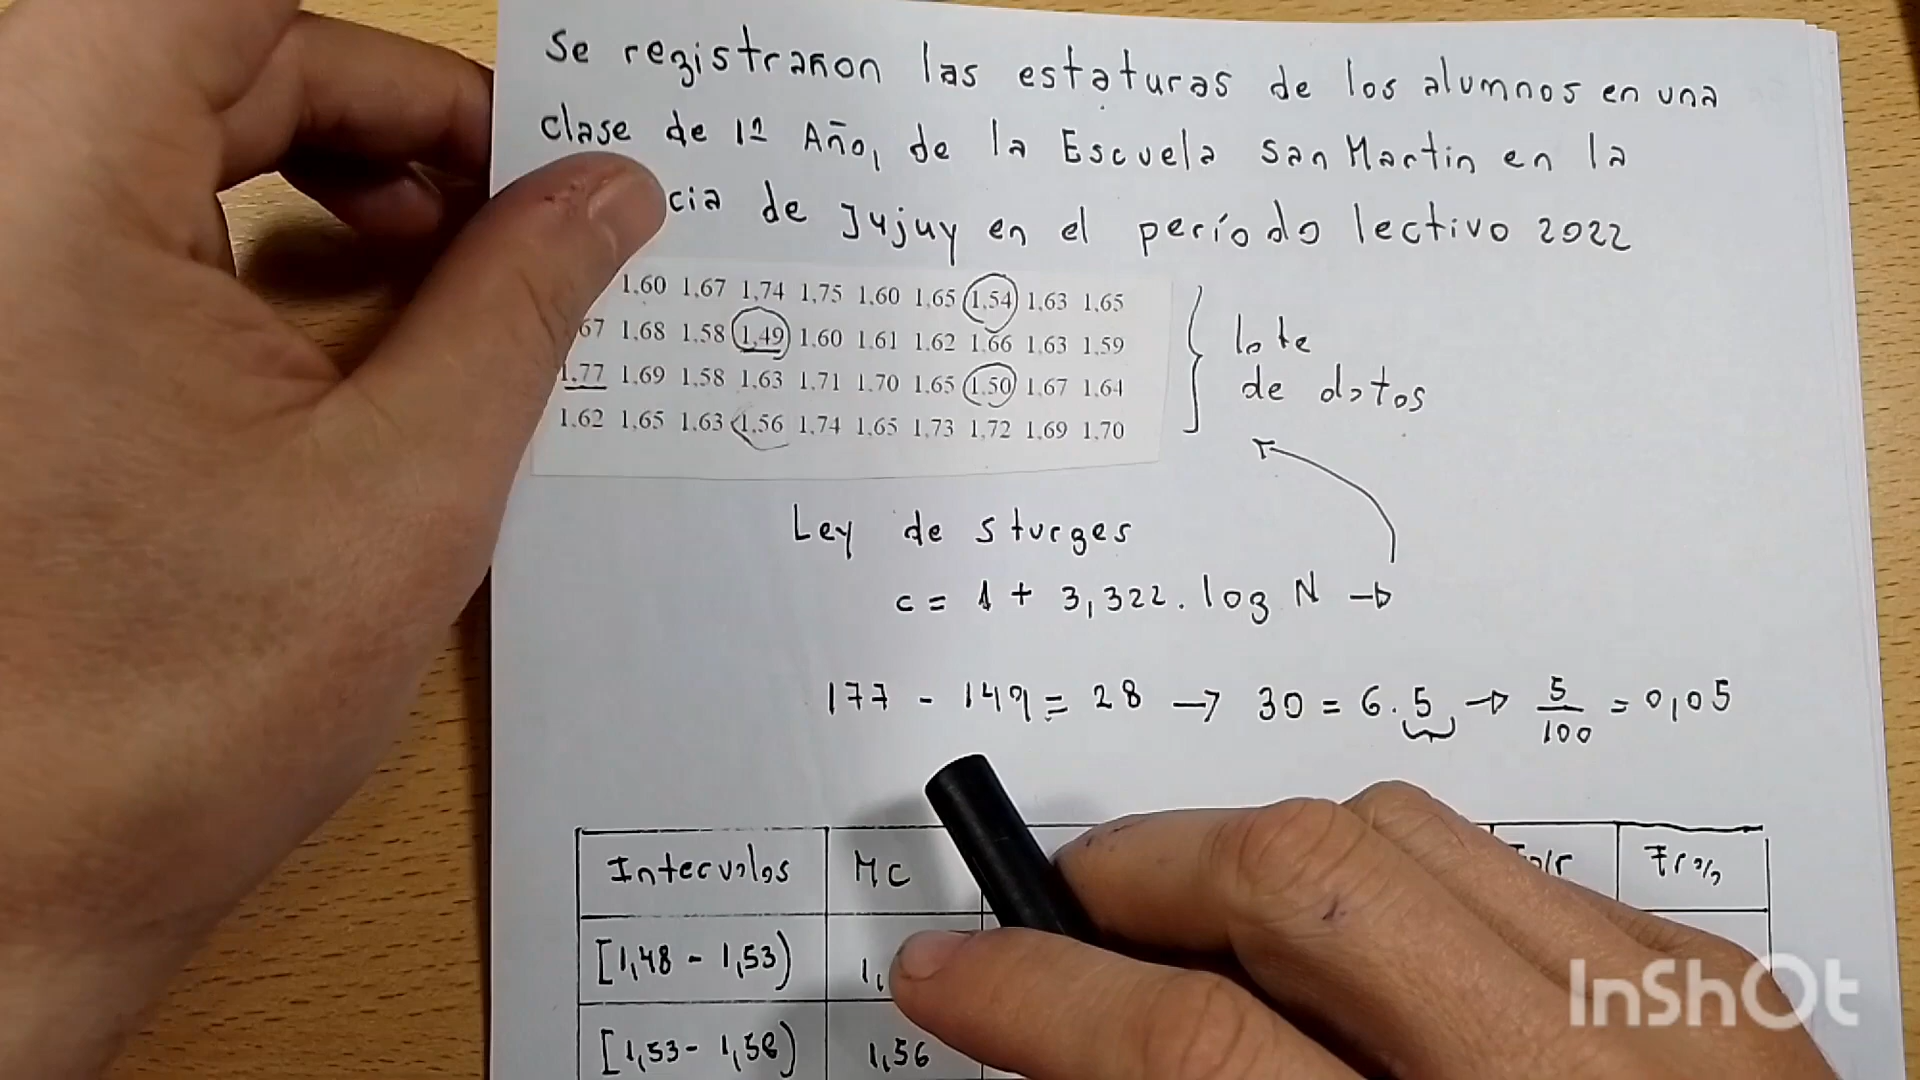 Se registraron las estaturas de los alumnos en una
clase de 1º Año, de la Escuela San Martin en la
cia de Jujuy en el período lectivo 2022
1.60 1.67 1,74 1,75 1.60 1,65 1,54 1,63 1.65
67 1,68 1.58 1,49 1.60 1.61 1.62 1.66 1.63 1.59
1.77 1.69 1.58 1.63 1.71 1.70 1.65 1.50 1.67 1.64
1.62 1,65 1.63 1.56 1,74 1,65 1.73 1,72 1.69 1,70
lote
de datos
Ley de Sturges
c = 1 + 3,322. log N →
177 - 149 = 28 → 30 = 6.5 → 5/100 = 0,05
Intervalos Mc Fr%
[1,48 - 1,53) 1,
[1,53 - 1,58) 1,56
InShOt